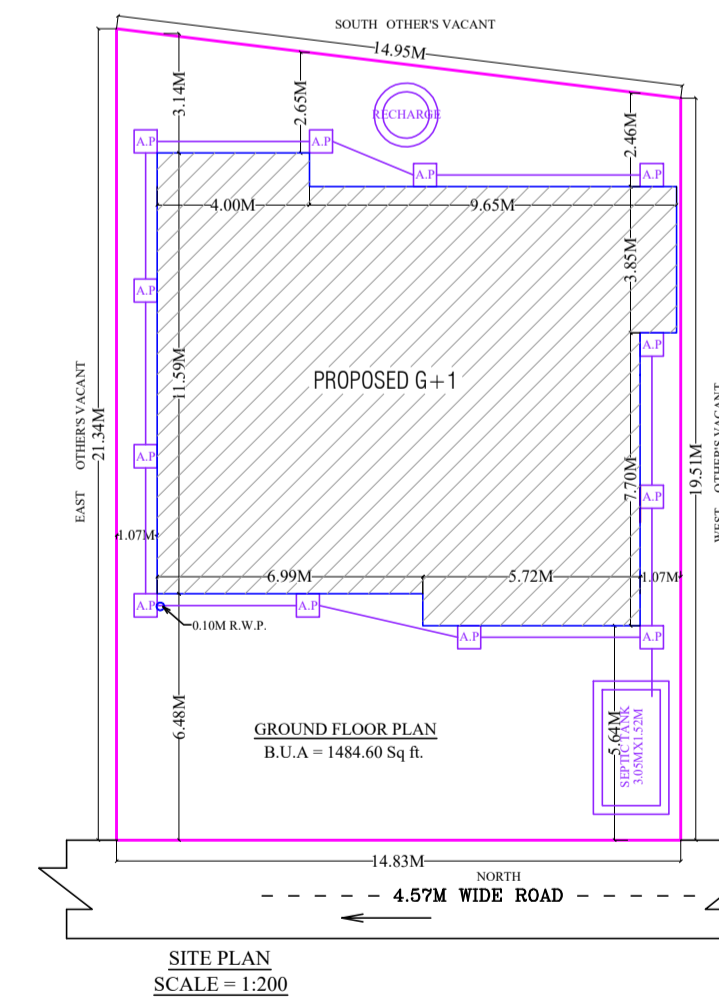 SOUTH OTHER'S VACANT
14.95M
3.14M
2.65M
RECHARGE
2.46M
A.P
A.P
A.P
A.P
4.00M
9.65M
3.85M
A.P
A.P
PROPOSED G+1
11.59M
EAST OTHER'S VACANT
21.34M
A.P
7.70M
A.P
19.51M
WEST OTHER'S VACANT
1.07M
6.99M
5.72M
1.07M
A.P
A.P
0.10M R.W.P.
A.P
A.P
6.48M
GROUND FLOOR PLAN
B.U.A = 1484.60 Sq ft.
5.64M
SEPTIC TANK
3.05MX1.52M
14.83M
NORTH
4.57M WIDE ROAD
SITE PLAN
SCALE = 1:200